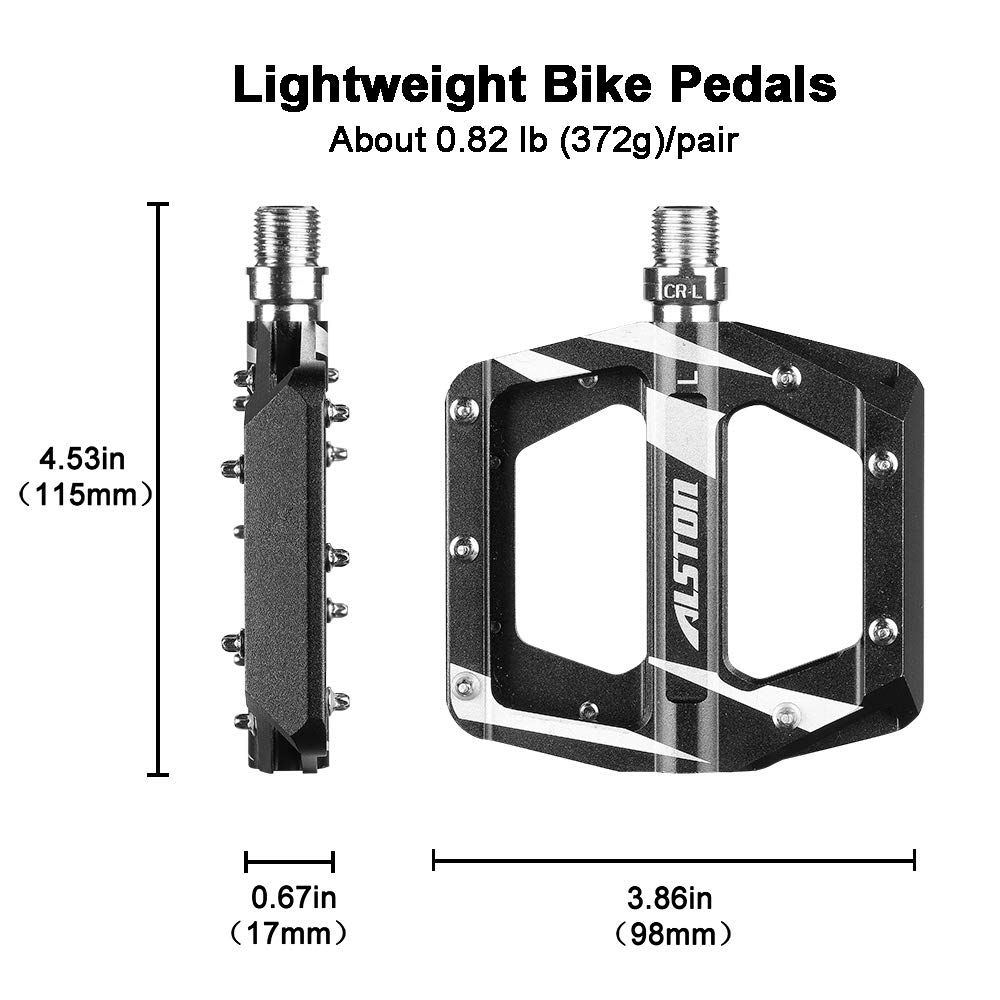 Lightweight Bike Pedals
About 0.82 lb (372g)/pair
CR-L
L
ALSTON
4.53in
（115mm）
0.67in
（17mm）
3.86in
（98mm）